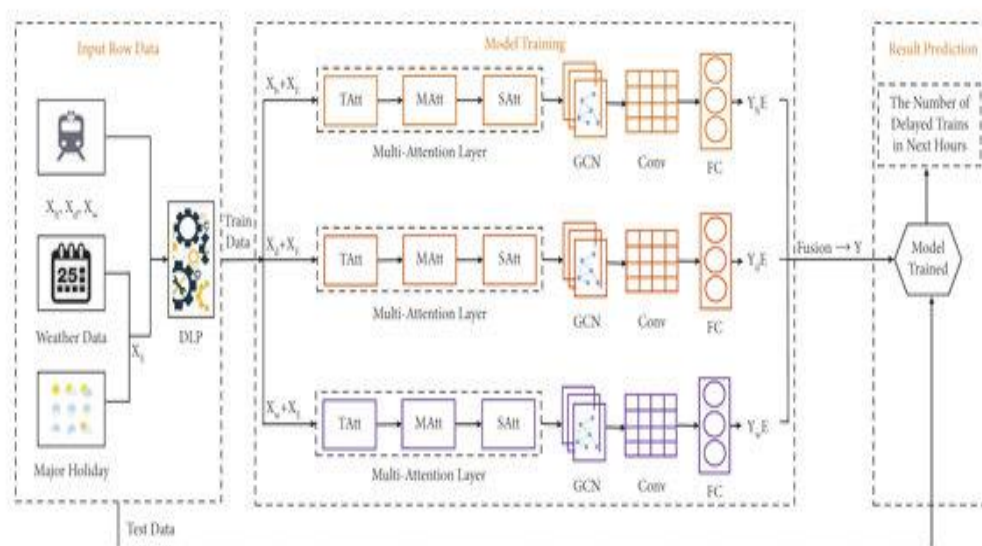 Input Row Data
Model Training
Result Prediction
Xh, Xd, Xw
25
Weather Data
XE
Major Holiday
DLP
Train
Data
Test Data
Xh+XE
TAtt
MAtt
SAtt
Multi-Attention Layer
GCN
Conv
FC
YhE
Xd+XE
TAtt
MAtt
SAtt
Multi-Attention Layer
GCN
Conv
FC
YdE
Xw+XE
TAtt
MAtt
SAtt
Multi-Attention Layer
GCN
Conv
FC
YwE
Fusion → Y
The Number of
Delayed Trains
in Next Hours
Model
Trained